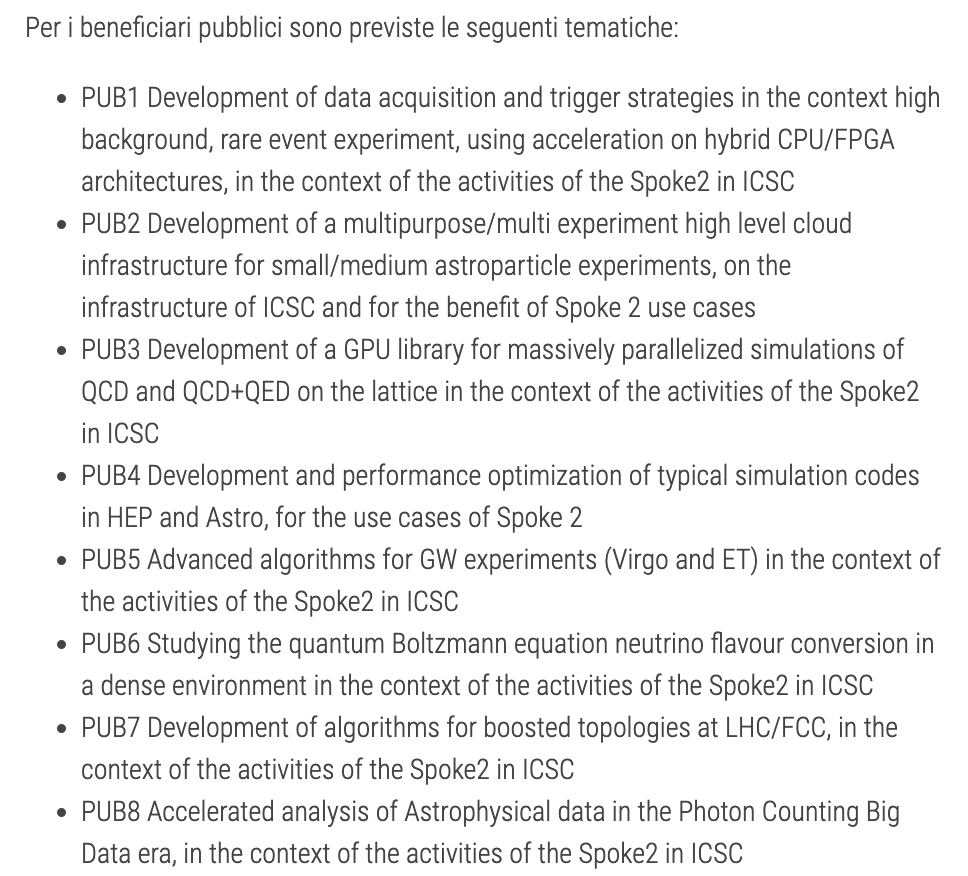 Per i beneficiari pubblici sono previste le seguenti tematiche:
• PUB1 Development of data acquisition and trigger strategies in the context high
background, rare event experiment, using acceleration on hybrid CPU/FPGA
architectures, in the context of the activities of the Spoke2 in ICSC
• PUB2 Development of a multipurpose/multi experiment high level cloud
infrastructure for small/medium astroparticle experiments, on the
infrastructure of ICSC and for the benefit of Spoke 2 use cases
• PUB3 Development of a GPU library for massively parallelized simulations of
QCD and QCD+QED on the lattice in the context of the activities of the Spoke2
in ICSC
• PUB4 Development and performance optimization of typical simulation codes
in HEP and Astro, for the use cases of Spoke 2
• PUB5 Advanced algorithms for GW experiments (Virgo and ET) in the context of
the activities of the Spoke2 in ICSC
• PUB6 Studying the quantum Boltzmann equation neutrino flavour conversion in
a dense environment in the context of the activities of the Spoke2 in ICSC
• PUB7 Development of algorithms for boosted topologies at LHC/FCC, in the
context of the activities of the Spoke2 in ICSC
• PUB8 Accelerated analysis of Astrophysical data in the Photon Counting Big
Data era, in the context of the activities of the Spoke2 in ICSC